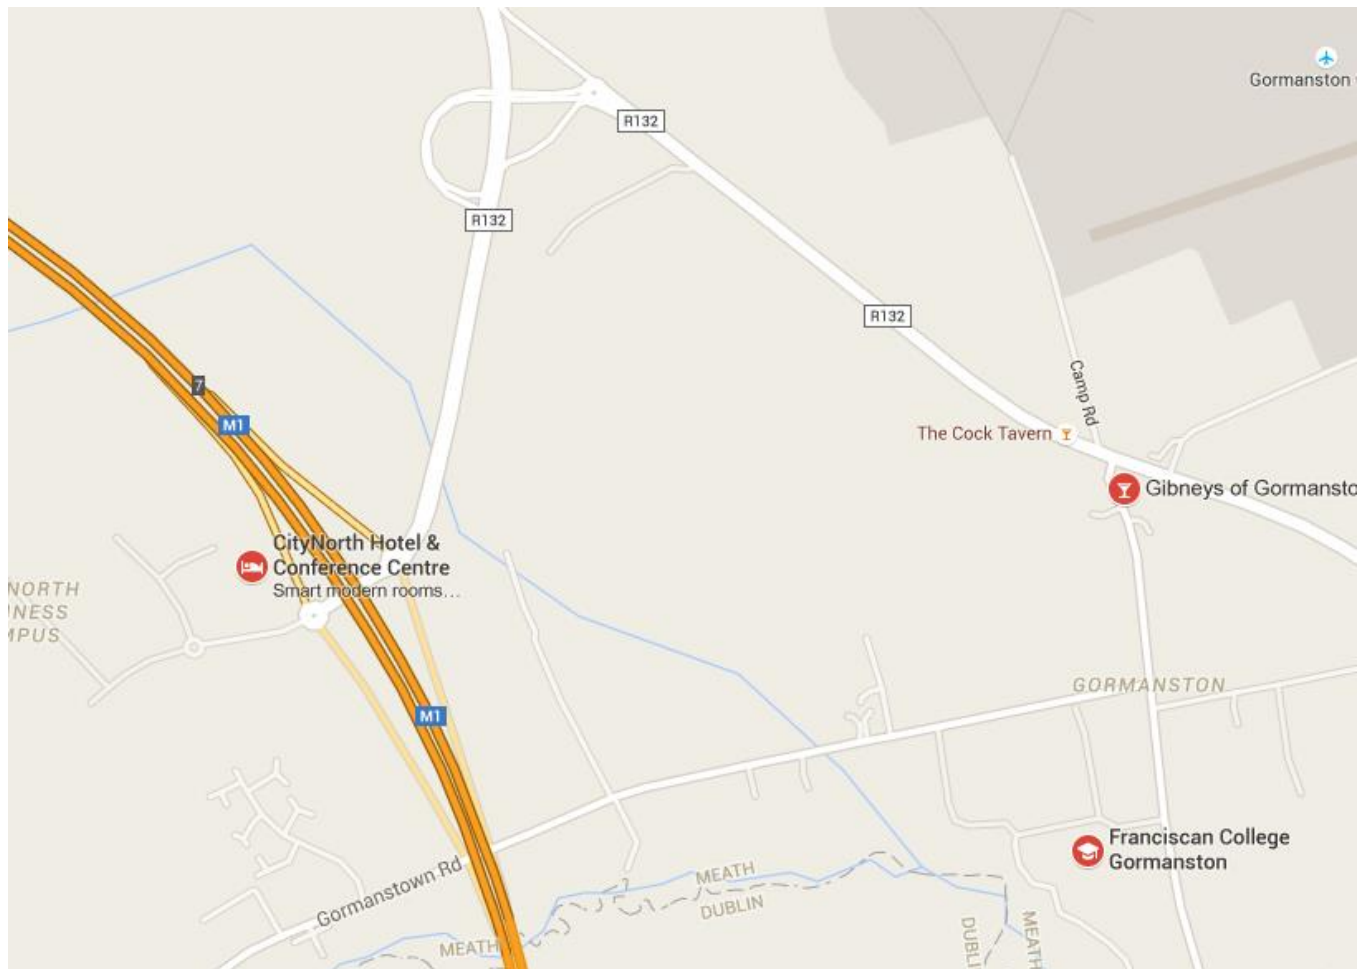 Gormanston
R132
R132
R132
Camp Rd
7
M1
The Cock Tavern
Gibneys of Gormansto
CityNorth Hotel &
Conference Centre
Smart modern rooms...
NORTH
INESS
MPUS
GORMANSTON
M1
Franciscan College
Gormanston
Gormanstown Rd
MEATH
DUBLIN
MEATH
DUBLI
MEATH